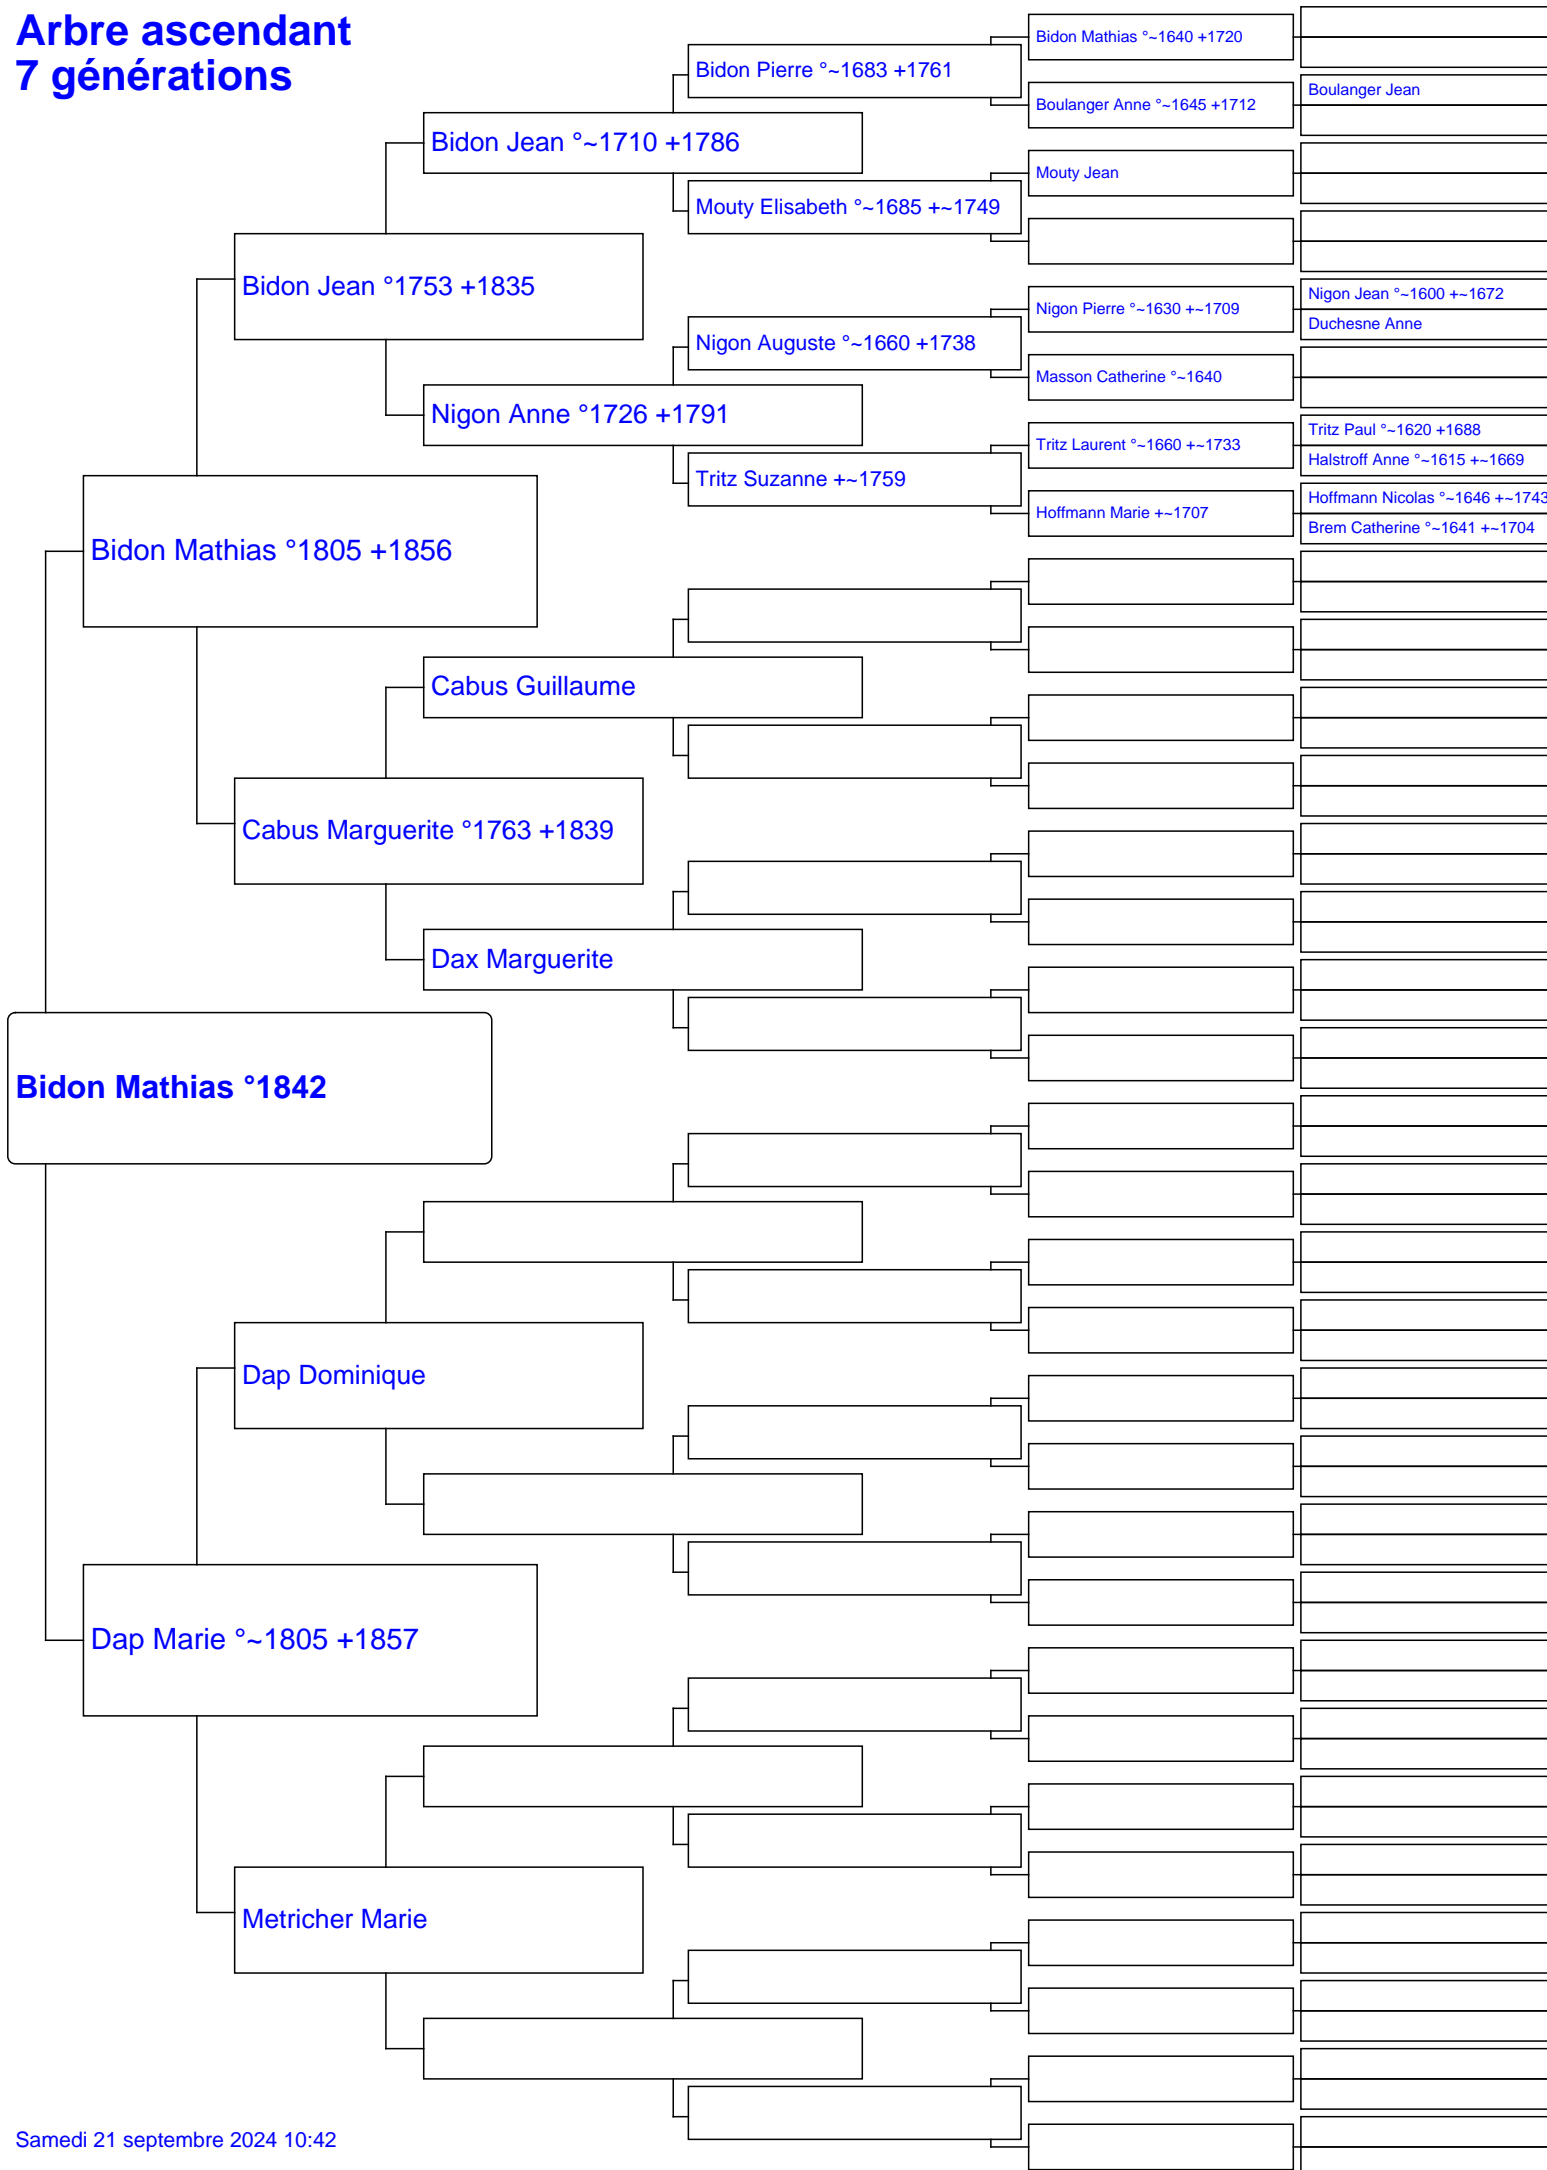 Arbre ascendant
7 générations
Bidon Mathias °1842
Bidon Mathias °1805 +1856
Dap Marie °~1805 +1857
Bidon Jean °1753 +1835
Cabus Marguerite °1763 +1839
Dap Dominique
Metricher Marie
Bidon Jean °~1710 +1786
Nigon Anne °1726 +1791
Cabus Guillaume
Dax Marguerite
Bidon Pierre °~1683 +1761
Mouty Elisabeth °~1685 +~1749
Nigon Auguste °~1660 +1738
Tritz Suzanne +~1759
Bidon Mathias °~1640 +1720
Boulanger Anne °~1645 +1712
Mouty Jean
Nigon Pierre °~1630 +~1709
Masson Catherine °~1640
Tritz Laurent °~1660 +~1733
Hoffmann Marie +~1707
Boulanger Jean
Nigon Jean °~1600 +~1672
Duchesne Anne
Tritz Paul °~1620 +1688
Halstroff Anne °~1615 +~1669
Hoffmann Nicolas °~1646 +~1743
Brem Catherine °~1641 +~1704
Samedi 21 septembre 2024 10:42